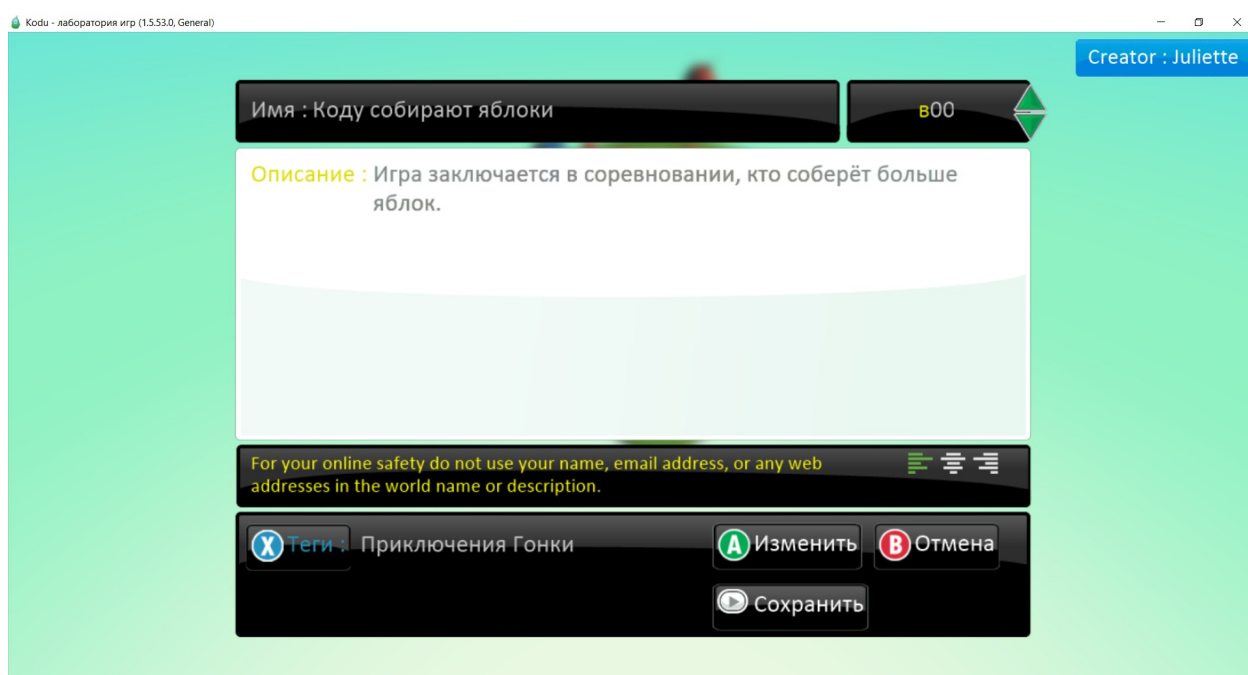 Kodu - лаборатория игр (1.5.53.0, General)
Creator : Juliette
Имя : Коду собирают яблоки
в00
Описание : Игра заключается в соревновании, кто соберёт больше
яблок.
For your online safety do not use your name, email address, or any web
addresses in the world name or description.
X Теги : Приключения Гонки
A Изменить B Отмена
Сохранить